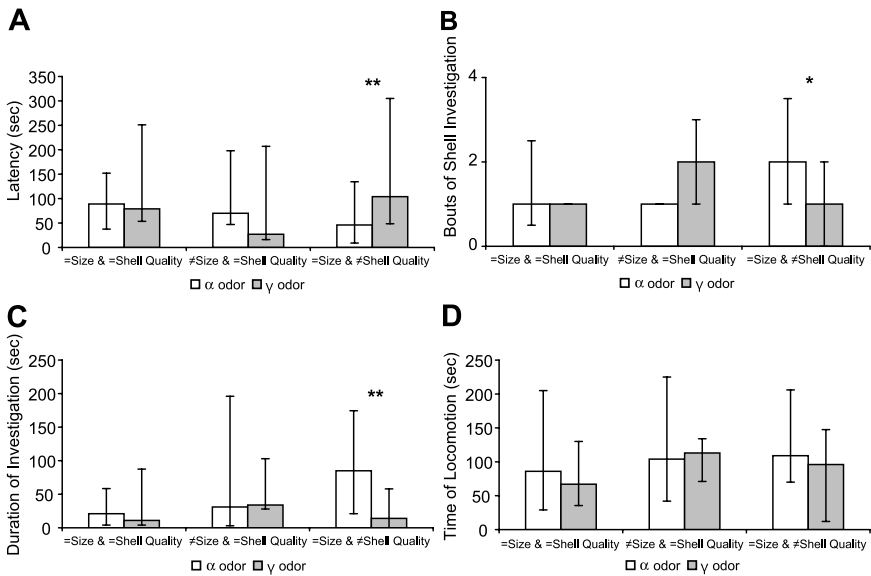 A
Latency (sec)
350
300
250
200
150
100
50
0
**
=Size & =Shell Quality ≠Size & =Shell Quality =Size & ≠Shell Quality
α odor γ odor
B
Bouts of Shell Investigation
4
2
0
*
=Size & =Shell Quality ≠Size & =Shell Quality =Size & ≠Shell Quality
α odor γ odor
C
Duration of Investigation (sec)
250
200
150
100
50
0
**
=Size & =Shell Quality ≠Size & =Shell Quality =Size & ≠Shell Quality
α odor γ odor
D
Time of Locomotion (sec)
250
200
150
100
50
0
=Size & =Shell Quality ≠Size & =Shell Quality =Size & ≠Shell Quality
α odor γ odor